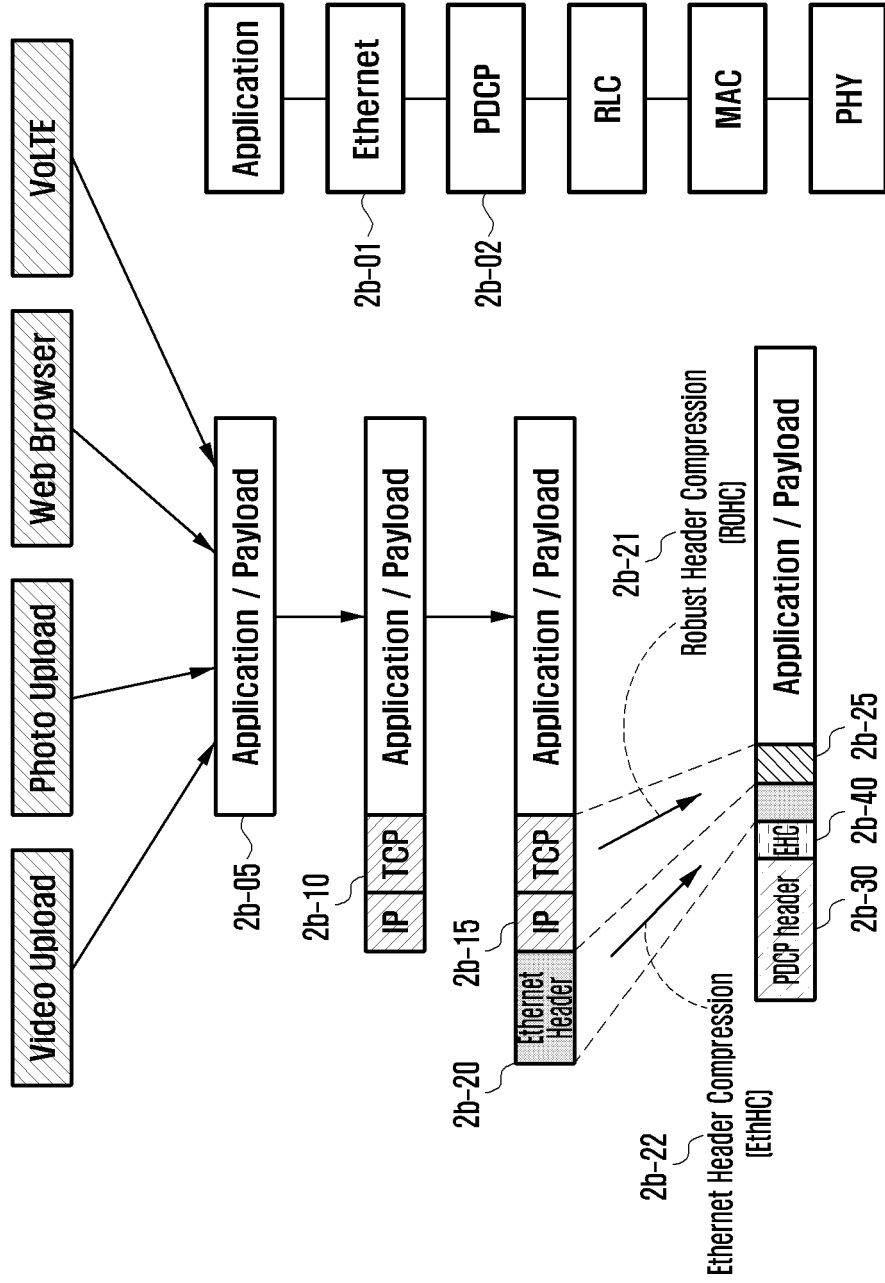 Video Upload
Photo Upload
Web Browser
VoLTE
Application / Payload
2b-05
IP
TCP
Application / Payload
2b-10
Ethernet
Header
IP
TCP
Application / Payload
2b-20
2b-15
2b-22
Ethernet Header Compression
(EthHC)
2b-21
Robust Header Compression
(ROHC)
PDCP header
EHC
Application / Payload
2b-30
2b-40
2b-25
Application
Ethernet
2b-01
PDCP
2b-02
RLC
MAC
PHY